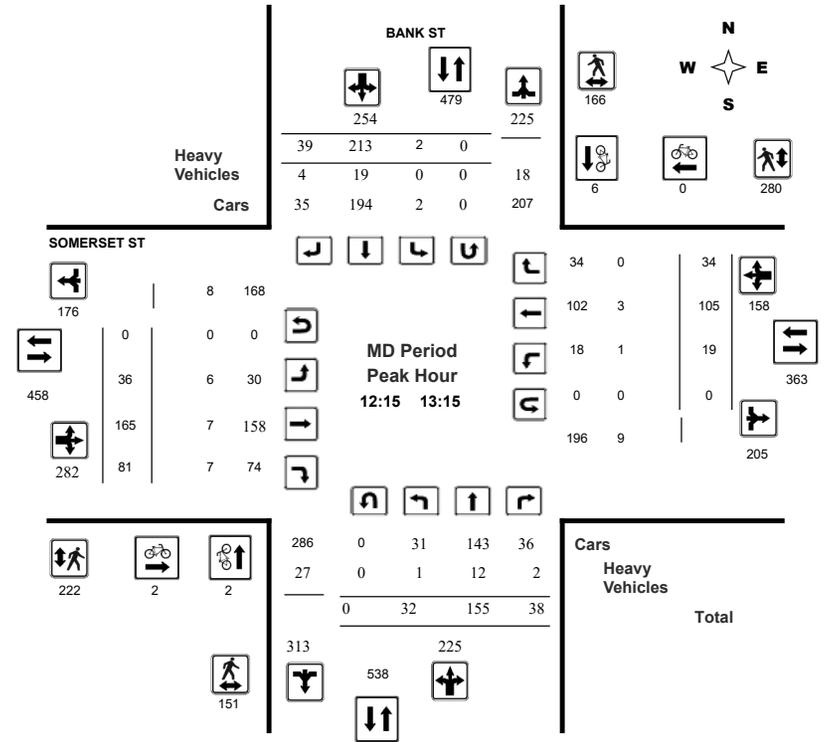 BANK ST
N
W E
S
479
166
254 225
39 213 2 0
Heavy
Vehicles
4 19 0 0 18
Cars
35 194 2 0 207
6 0 280
SOMERSET ST
34 0 34
8 168
176
102 3 105 158
0 0 0
MD Period
Peak Hour
12:15 13:15
18 1 19
363
36 6 30
458
0 0 0
165 7 158
196 9
205
81 7 74
282
286 0 31 143 36 Cars
27 0 1 12 2 Heavy
Vehicles
0 32 155 38 Total
222 2 2
313 225
538
151